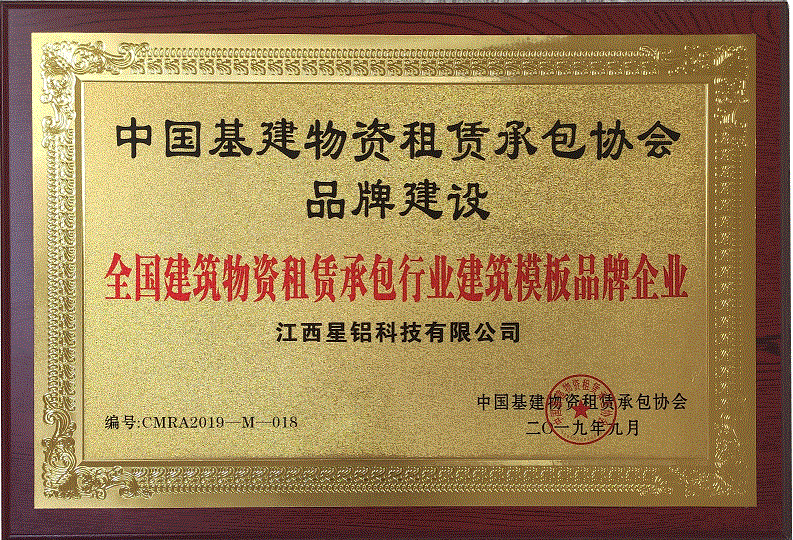 中国基建物资租赁承包协会
品牌建设
全国建筑物资租赁承包行业建筑模板品牌企业
江西星铝科技有限公司
中国基建物资租赁承包协会
编号:CMRA2019—M—018
二〇一九年九月